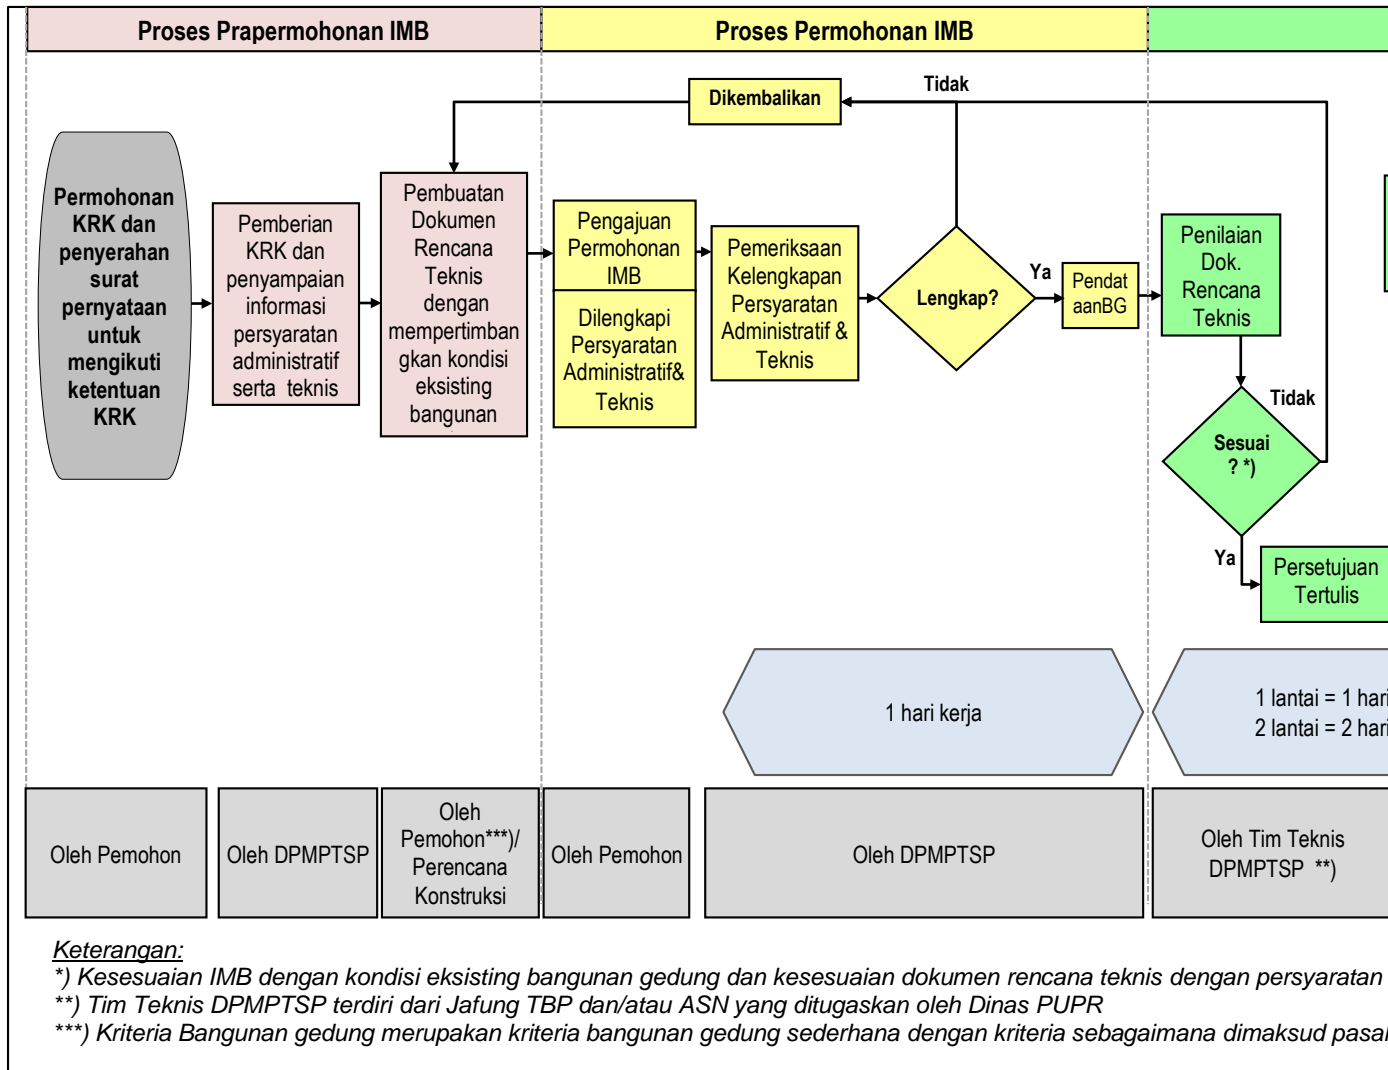 Proses Prapermohonan IMB
Proses Permohonan IMB
Dikembalikan
Tidak
Permohonan
KRK dan
penyerahan
surat
pernyataan
untuk
mengikuti
ketentuan
KRK
Pemberian
KRK dan
penyampaian
informasi
persyaratan
administratif
serta teknis
Pembuatan
Dokumen
Rencana
Teknis
dengan
mempertimban
gkan kondisi
eksisting
bangunan
Pengajuan
Permohonan
IMB
Dilengkapi
Persyaratan
Administratif&
Teknis
Pemeriksaan
Kelengkapan
Persyaratan
Administratif &
Teknis
Lengkap?
Ya
Pendat
aanBG
Penilaian
Dok.
Rencana
Teknis
Tidak
Sesuai
? *)
Ya
Persetujuan
Tertulis
1 hari kerja
1 lantai = 1 hari
2 lantai = 2 hari
Oleh Pemohon
Oleh DPMPTSP
Oleh
Pemohon***)/
Perencana
Konstruksi
Oleh Pemohon
Oleh DPMPTSP
Oleh Tim Teknis
DPMPTSP **)
Keterangan:
*) Kesesuaian IMB dengan kondisi eksisting bangunan gedung dan kesesuaian dokumen rencana teknis dengan persyaratan
**) Tim Teknis DPMPTSP terdiri dari Jafung TBP dan/atau ASN yang ditugaskan oleh Dinas PUPR
***) Kriteria Bangunan gedung merupakan kriteria bangunan gedung sederhana dengan kriteria sebagaimana dimaksud pasal